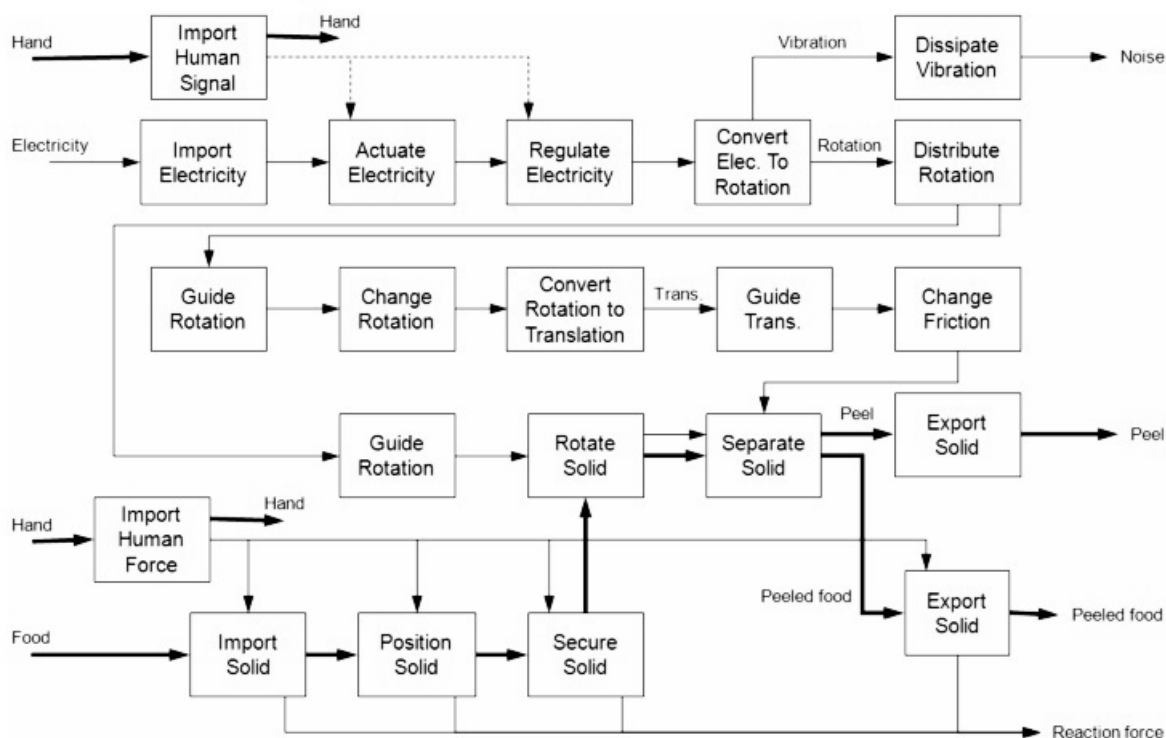 Hand
Import
Human
Signal
Hand
Vibration
Dissipate
Vibration
Noise
Electricity
Import
Electricity
Actuate
Electricity
Regulate
Electricity
Convert
Elec. To
Rotation
Rotation
Distribute
Rotation
Guide
Rotation
Change
Rotation
Convert
Rotation to
Translation
Trans.
Guide
Trans.
Change
Friction
Guide
Rotation
Rotate
Solid
Separate
Solid
Peel
Export
Solid
Peel
Hand
Import
Human
Force
Hand
Food
Import
Solid
Position
Solid
Secure
Solid
Peeled food
Export
Solid
Peeled food
Reaction force